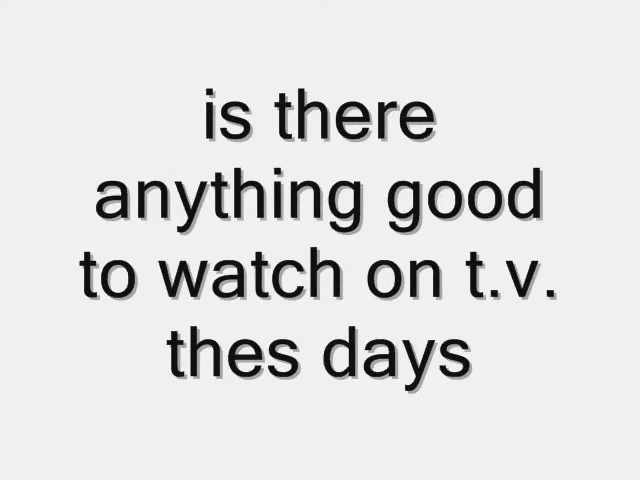 is there
anything good
to watch on t.v.
thes days